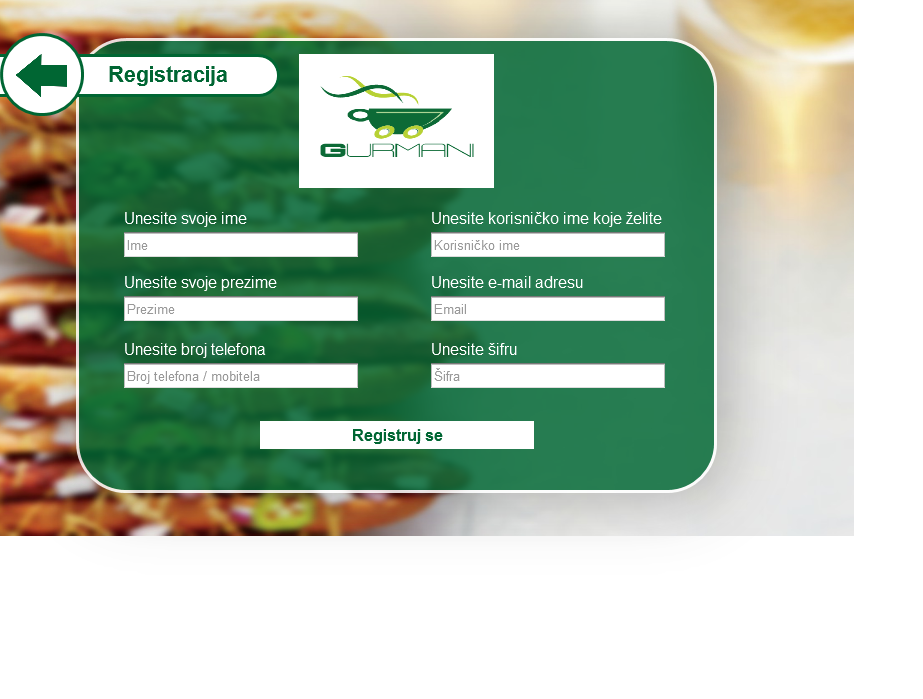 Registracija
GURMANI
Unesite svoje ime
Ime
Unesite svoje prezime
Prezime
Unesite broj telefona
Broj telefona / mobitela
Unesite korisničko ime koje želite
Korisničko ime
Unesite e-mail adresu
Email
Unesite šifru
Šifra
Registruj se